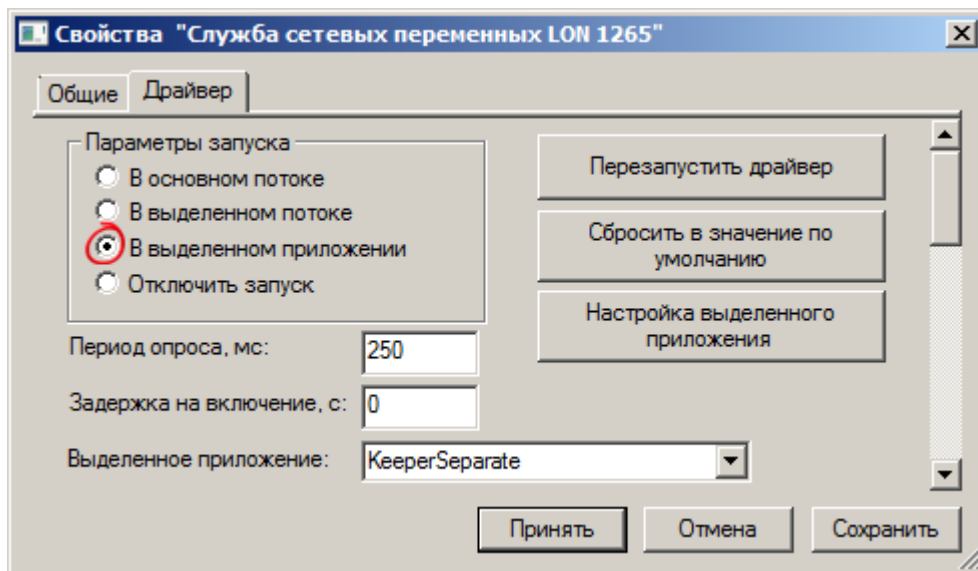 Свойства "Служба сетевых переменных LON 1265"
Общие
Драйвер
Параметры запуска
В основном потоке
В выделенном потоке
В выделенном приложении
Отключить запуск
Перезапустить драйвер
Сбросить в значение по
умолчанию
Настройка выделенного
приложения
Период опроса, мс:
250
Задержка на включение, с:
0
Выделенное приложение:
KeeperSeparate
Принять
Отмена
Сохранить